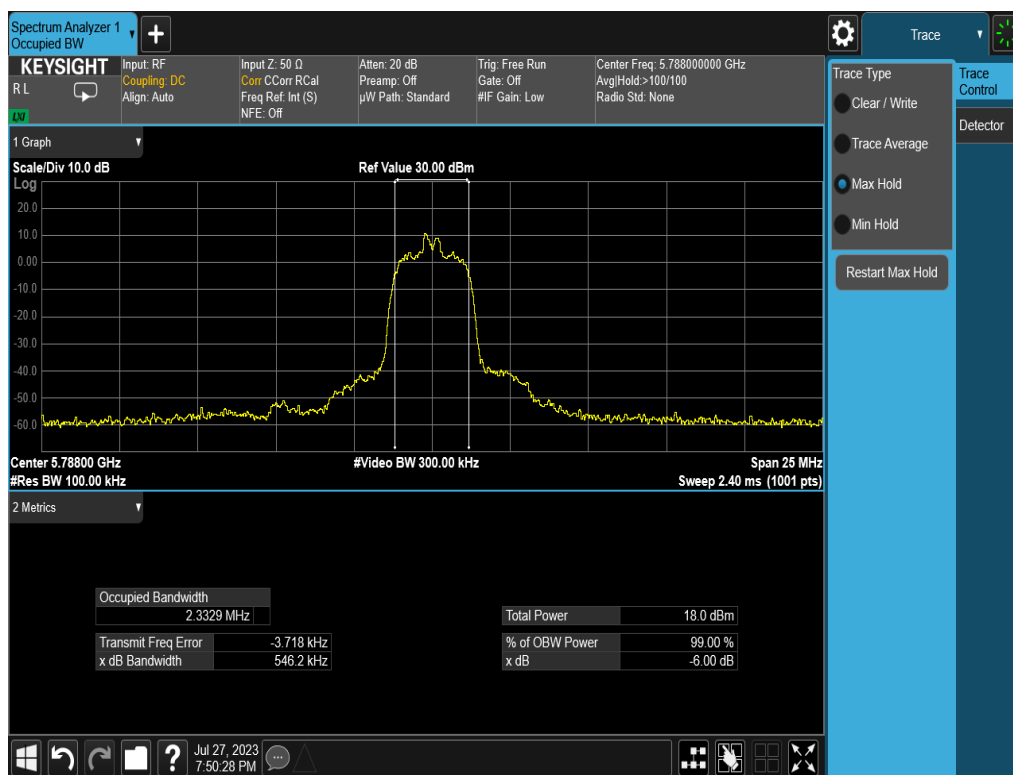 Spectrum Analyzer 1
Occupied BW
Trace
KEYSIGHT
R L
LXI
Input: RF
Coupling: DC
Align: Auto
Input Z: 50 Ω
Corr CCorr RCal
Freq Ref: Int (S)
NFE: Off
Atten: 20 dB
Preamp: Off
µW Path: Standard
Trig: Free Run
Gate: Off
#IF Gain: Low
Center Freq: 5.788000000 GHz
Avg|Hold:>100/100
Radio Std: None
Trace Type
Clear / Write
Trace Average
Max Hold
Min Hold
Restart Max Hold
Trace
Control
Detector
1 Graph
Scale/Div 10.0 dB
Ref Value 30.00 dBm
Log
20.0
10.0
0.00
-10.0
-20.0
-30.0
-40.0
-50.0
-60.0
Center 5.78800 GHz
#Video BW 300.00 kHz
Span 25 MHz
#Res BW 100.00 kHz
Sweep 2.40 ms (1001 pts)
2 Metrics
Occupied Bandwidth
2.3329 MHz
Total Power 18.0 dBm
Transmit Freq Error -3.718 kHz
% of OBW Power 99.00 %
x dB Bandwidth 546.2 kHz
x dB -6.00 dB
Jul 27, 2023
7:50:28 PM